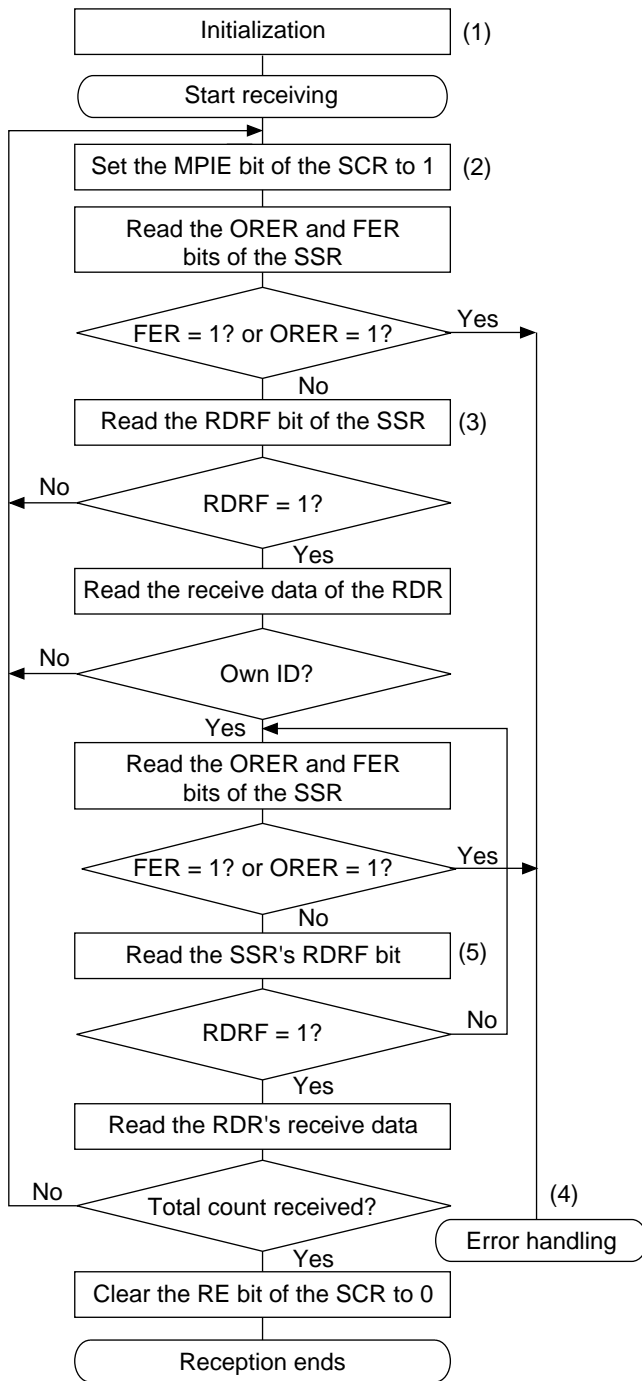 Initialization
(1)
Start receiving
Set the MPIE bit of the SCR to 1
(2)
Read the ORER and FER
bits of the SSR
FER = 1? or ORER = 1?
Yes
No
Read the RDRF bit of the SSR
(3)
No
RDRF = 1?
Yes
Read the receive data of the RDR
No
Own ID?
Yes
Read the ORER and FER
bits of the SSR
FER = 1? or ORER = 1?
Yes
No
Read the SSR's RDRF bit
(5)
RDRF = 1?
No
Yes
Read the RDR's receive data
No
Total count received?
(4)
Error handling
Yes
Clear the RE bit of the SCR to 0
Reception ends